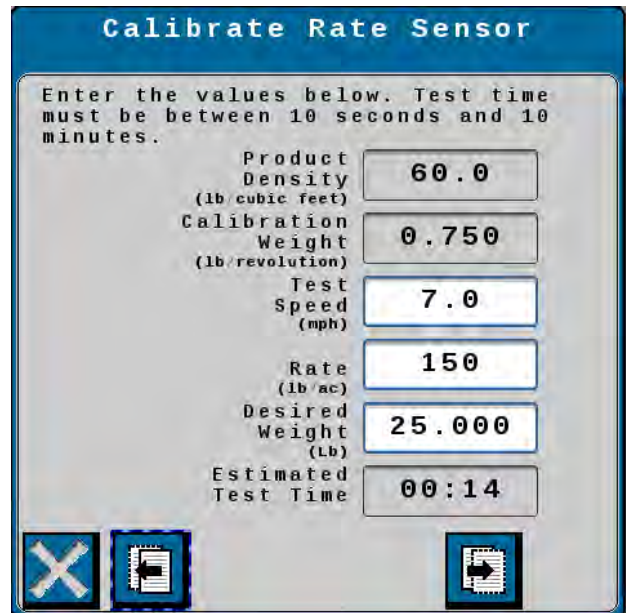 Calibrate Rate Sensor
Enter the values below. Test time
must be between 10 seconds and 10
minutes.
Product
Density
(lb/cubic feet)
60.0
Calibration
Weight
(lb/revolution)
0.750
Test
Speed
(mph)
7.0
Rate
(lb/ac)
150
Desired
Weight
(Lb)
25.000
Estimated
Test Time
00:14